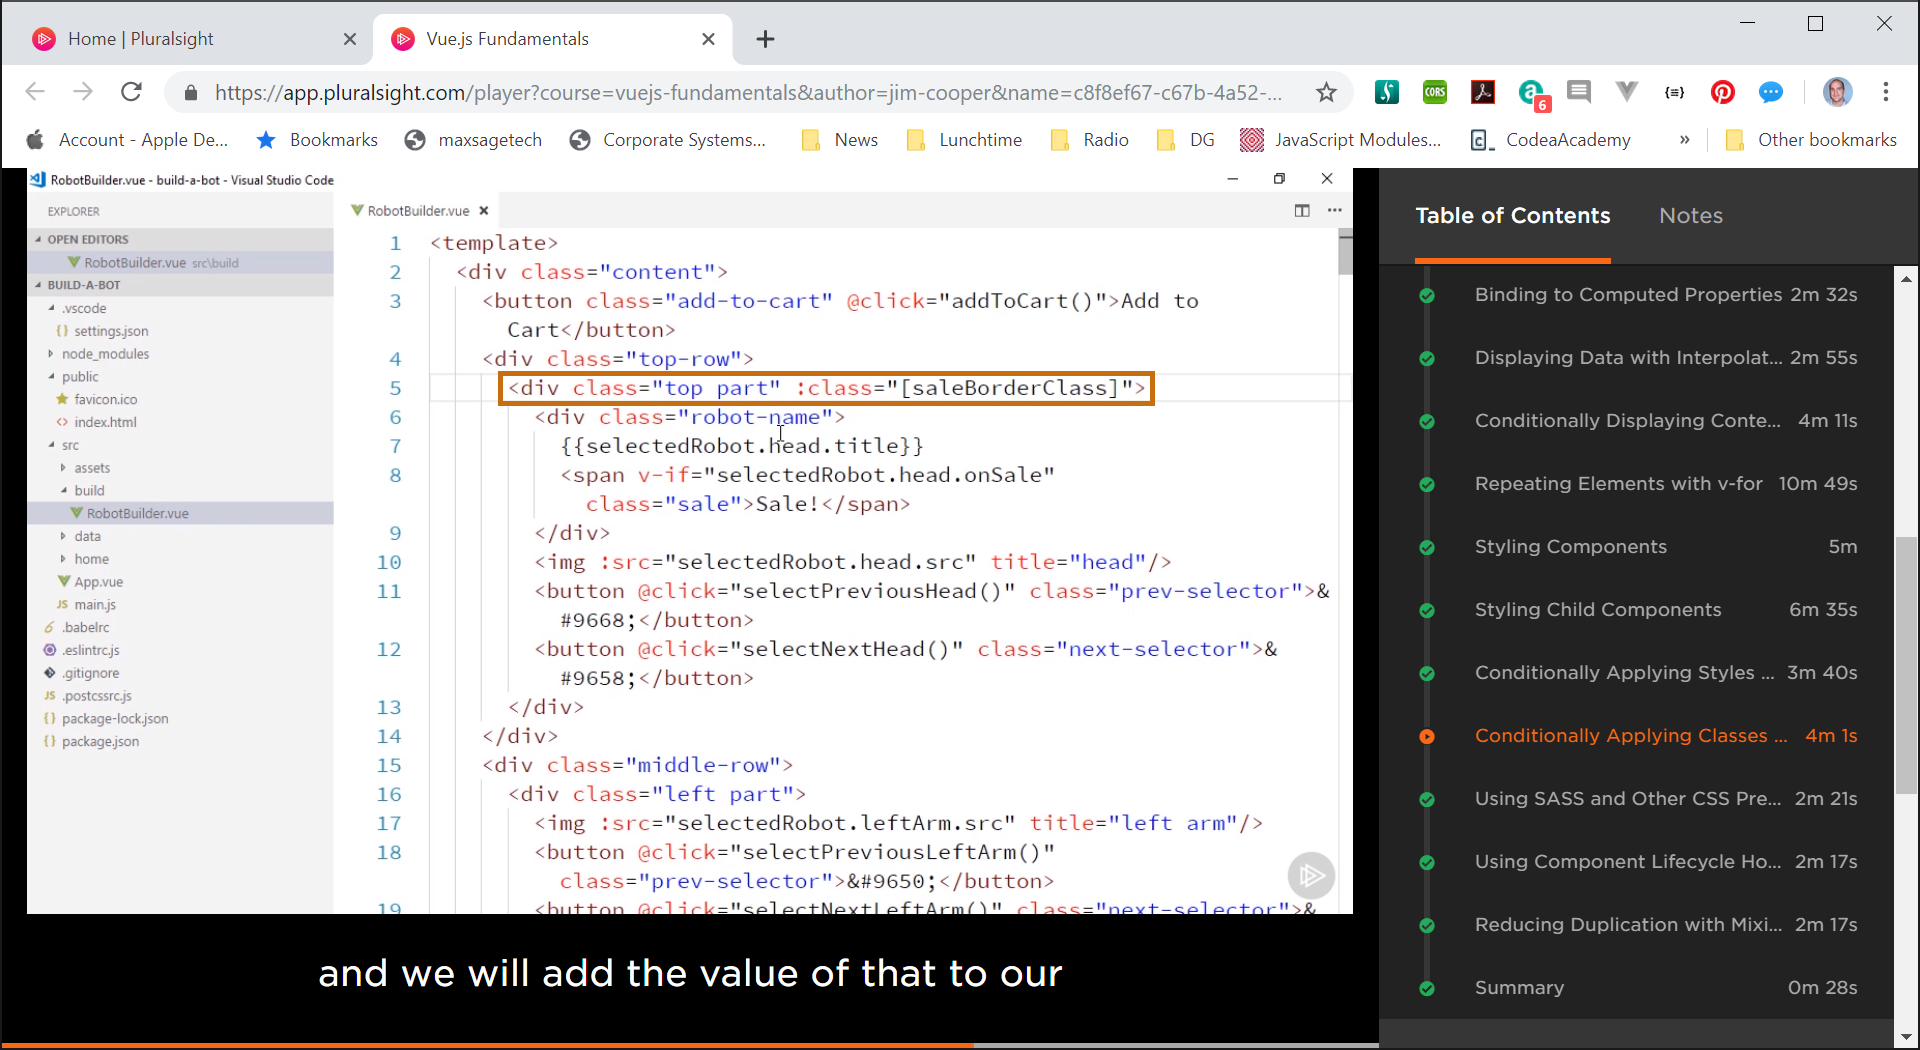 Home | Pluralsight
Vue.js Fundamentals
https://app.pluralsight.com/player?course=vuejs-fundamentals&author=jim-cooper&name=c8f8ef67-c67b-4a52-...
CORS
6
Account - Apple De...
Bookmarks
maxsagetech
Corporate Systems...
News
Lunchtime
Radio
DG
JavaScript Modules...
CodeaAcademy
»
Other bookmarks
RobotBuilder.vue - build-a-bot - Visual Studio Code
EXPLORER
OPEN EDITORS
RobotBuilder.vue src\build
BUILD-A-BOT
.vscode
{} settings.json
node_modules
public
favicon.ico
<> index.html
src
assets
build
RobotBuilder.vue
data
home
App.vue
JS main.js
.babelrc
.eslintrc.js
.gitignore
JS .postcssrc.js
{} package-lock.json
{} package.json
RobotBuilder.vue
1 <template>
2 <div class="content">
3 <button class="add-to-cart" @click="addToCart()">Add to
Cart</button>
4 <div class="top-row">
5 <div class="top part" :class="[saleBorderClass]">
6 <div class="robot-name">
7 {{selectedRobot.head.title}}
8 <span v-if="selectedRobot.head.onSale"
class="sale">Sale!</span>
9 </div>
10 <img :src="selectedRobot.head.src" title="head"/>
11 <button @click="selectPreviousHead()" class="prev-selector">&
#9668;</button>
12 <button @click="selectNextHead()" class="next-selector">&
#9658;</button>
13 </div>
14 </div>
15 <div class="middle-row">
16 <div class="left part">
17 <img :src="selectedRobot.leftArm.src" title="left arm"/>
18 <button @click="selectPreviousLeftArm()"
class="prev-selector">&#9650;</button>
19 <button @click="selectNextLeftArm()" class="next-selector">&
and we will add the value of that to our
Table of Contents
Notes
Binding to Computed Properties 2m 32s
Displaying Data with Interpolat... 2m 55s
Conditionally Displaying Conte... 4m 11s
Repeating Elements with v-for 10m 49s
Styling Components 5m
Styling Child Components 6m 35s
Conditionally Applying Styles ... 3m 40s
Conditionally Applying Classes ... 4m 1s
Using SASS and Other CSS Pre... 2m 21s
Using Component Lifecycle Ho... 2m 17s
Reducing Duplication with Mixi... 2m 17s
Summary 0m 28s